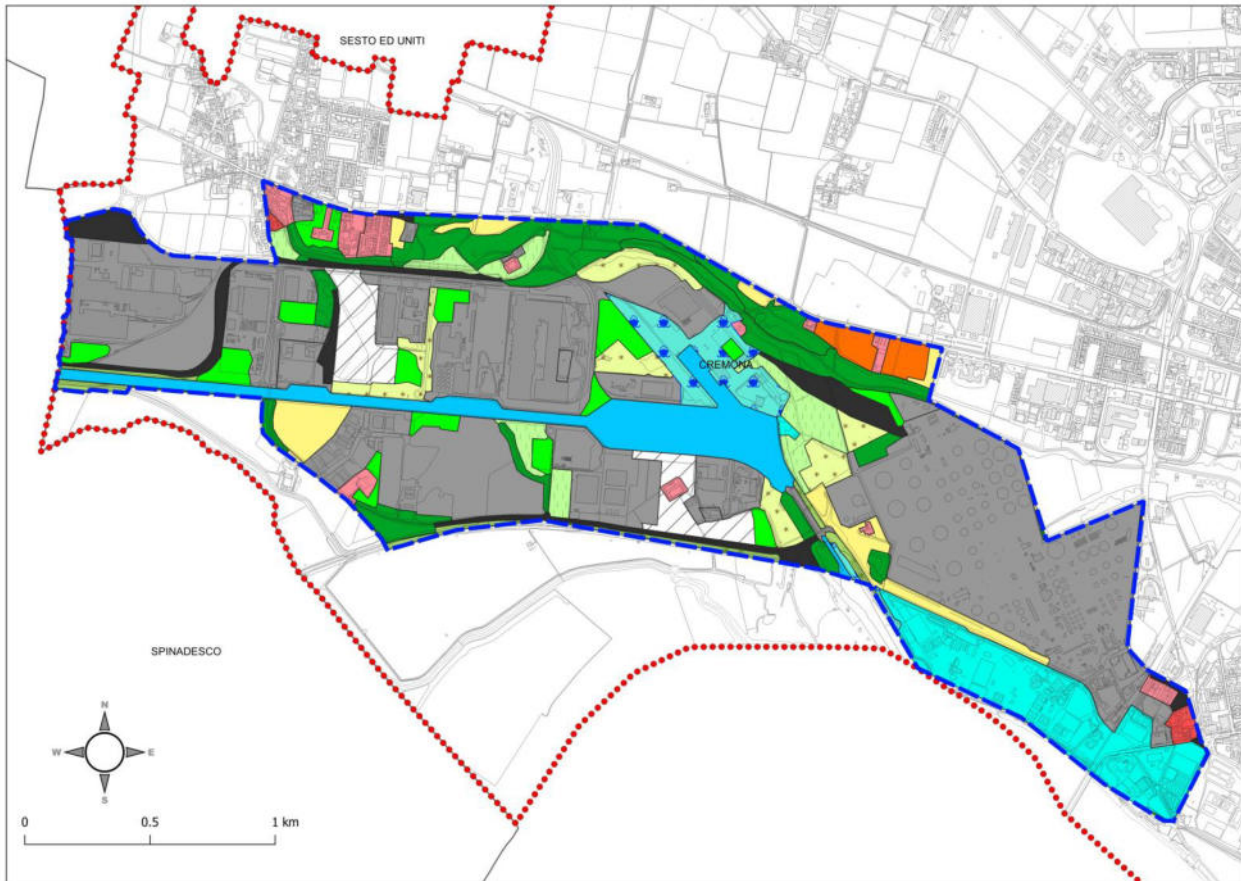 SESTO ED UNITI
CREMONA
SPINADESCO
N
W E
S
0 0.5 1 km